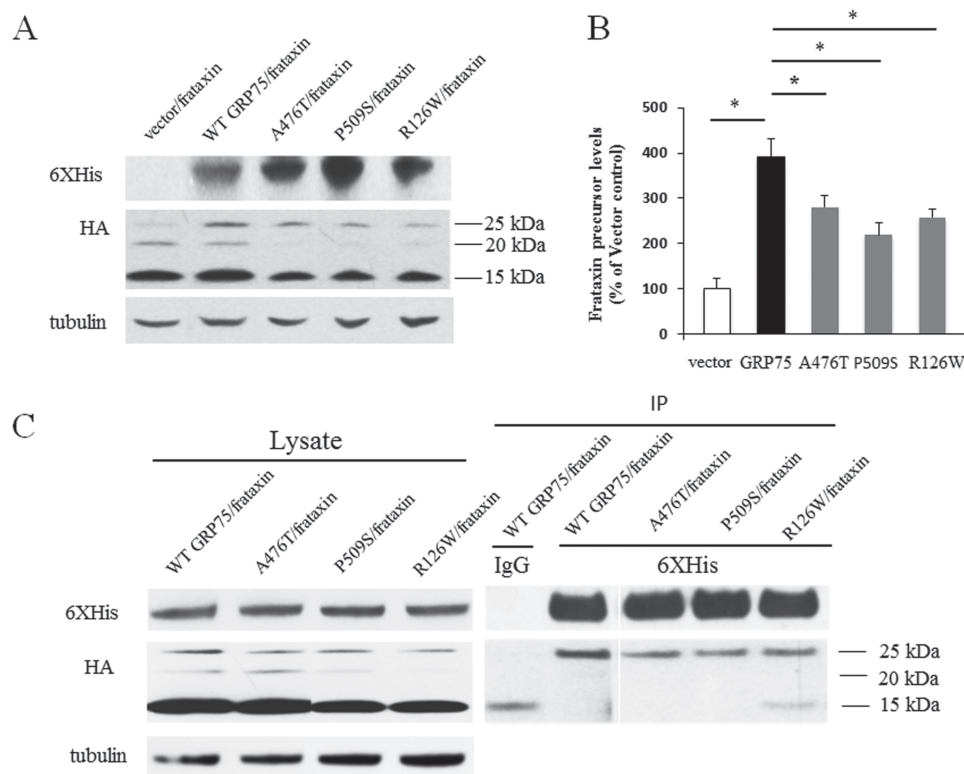 A
vector/frataxin
WT GRP75/frataxin
A476T/frataxin
P509S/frataxin
R126W/frataxin
6XHis
HA
25 kDa
20 kDa
15 kDa
tubulin
B
Frataxin precursor levels
(% of Vector control)
500
400
300
200
100
0
*
*
*
*
vector GRP75 A476T P509S R126W
C
Lysate
WT GRP75/frataxin
A476T/frataxin
P509S/frataxin
R126W/frataxin
IP
WT GRP75/frataxin
WT GRP75/frataxin
A476T/frataxin
P509S/frataxin
R126W/frataxin
IgG
6XHis
6XHis
HA
25 kDa
20 kDa
15 kDa
tubulin